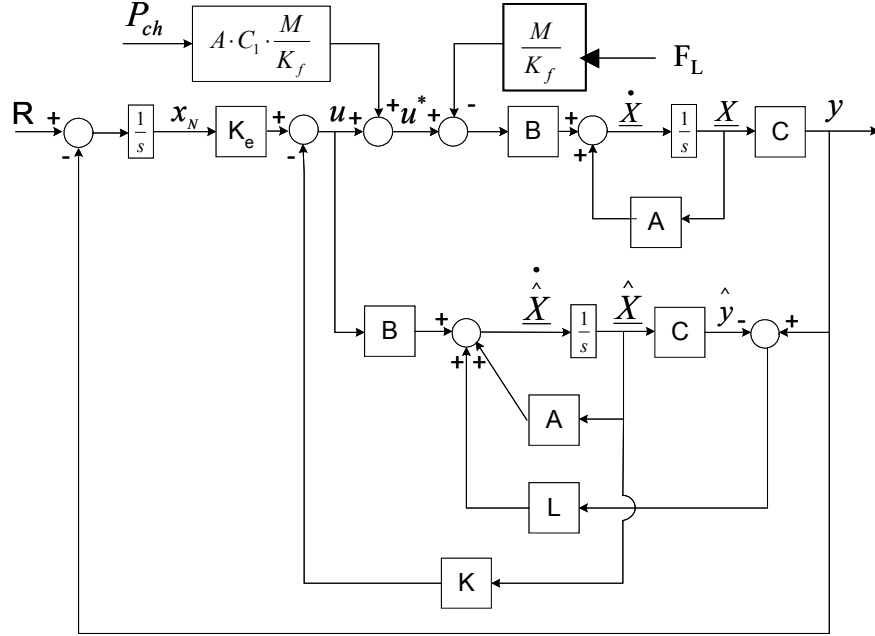 P_ch
A · C_1 · M/K_f
M/K_f
F_L
R + -
1/s
x_N
K_e
+ -
u +
+ u* +
-
B
+ +
Ẋ
1/s
X
C
y
A
B
+ + +
X̂̇
1/s
X̂
C
ŷ - +
A
L
K